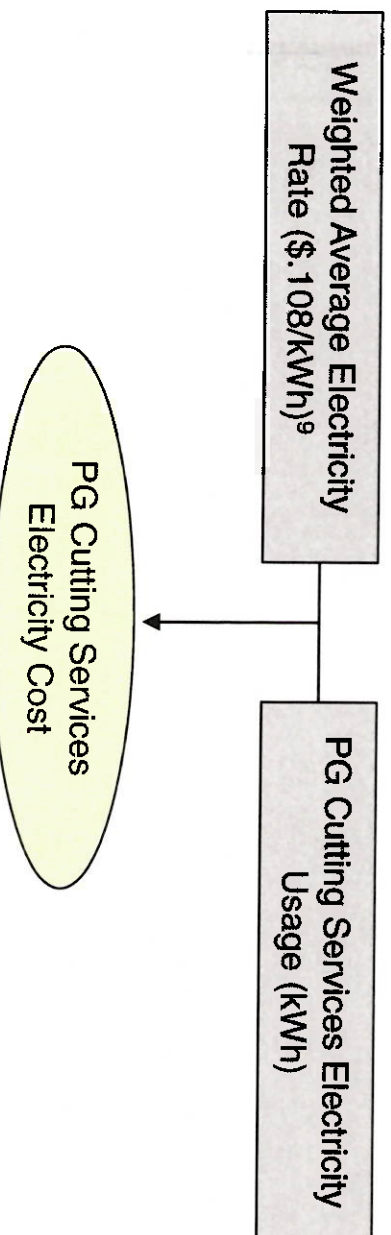 Weighted Average Electricity
Rate ($.108/kWh)⁹
PG Cutting Services Electricity
Usage (kWh)
PG Cutting Services
Electricity Cost